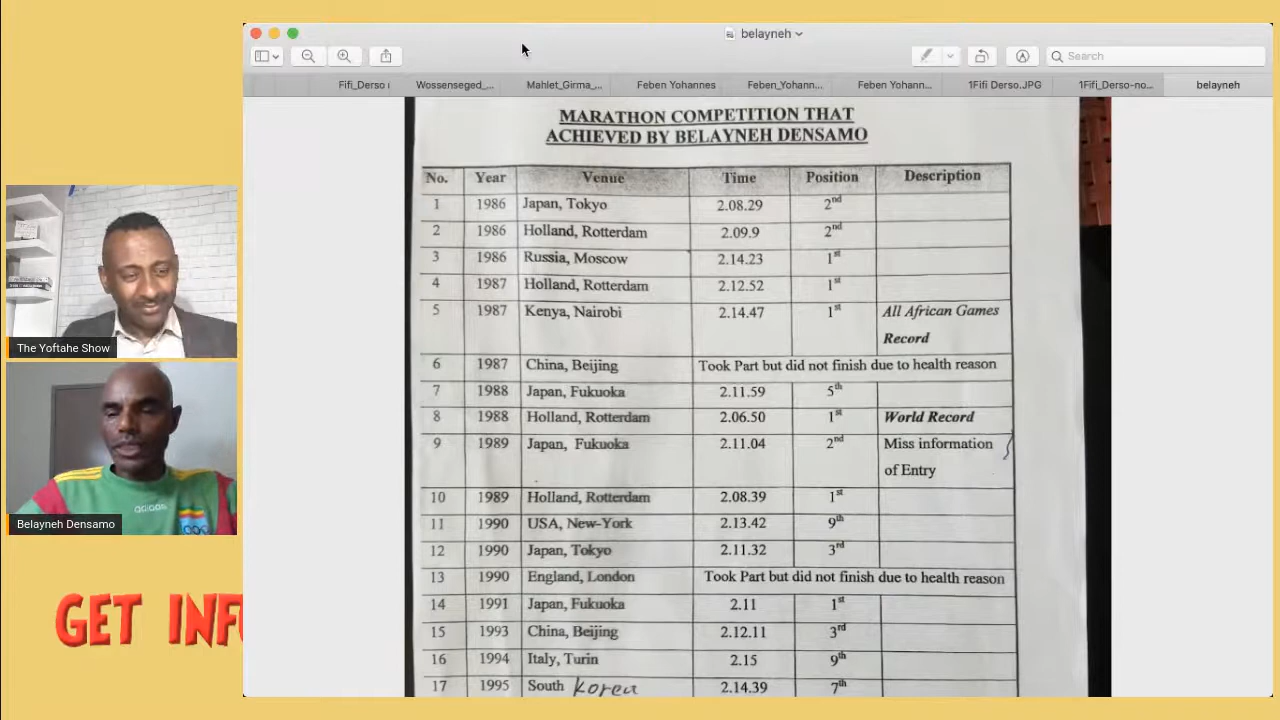 belayneh
Search
Fifi_Derso
Wossenseged_...
Mahlet_Girma_...
Feben Yohannes
Feben_Yohann...
Feben Yohann...
1Fifi Derso.JPG
1Fifi_Derso-no...
belayneh
MARATHON COMPETITION THAT
ACHIEVED BY BELAYNEH DENSAMO
No. Year Venue Time Position Description
1 1986 Japan, Tokyo 2.08.29 2nd
2 1986 Holland, Rotterdam 2.09.9 2nd
3 1986 Russia, Moscow 2.14.23 1st
4 1987 Holland, Rotterdam 2.12.52 1st
5 1987 Kenya, Nairobi 2.14.47 1st All African Games
Record
6 1987 China, Beijing Took Part but did not finish due to health reason
7 1988 Japan, Fukuoka 2.11.59 5th
8 1988 Holland, Rotterdam 2.06.50 1st World Record
9 1989 Japan, Fukuoka 2.11.04 2nd Miss information
of Entry
10 1989 Holland, Rotterdam 2.08.39 1st
11 1990 USA, New-York 2.13.42 9th
12 1990 Japan, Tokyo 2.11.32 3rd
13 1990 England, London Took Part but did not finish due to health reason
14 1991 Japan, Fukuoka 2.11 1st
15 1993 China, Beijing 2.12.11 3rd
16 1994 Italy, Turin 2.15 9th
17 1995 South Korea 2.14.39 7th
The Yoftahe Show
adidas
Belayneh Densamo
GET INFO